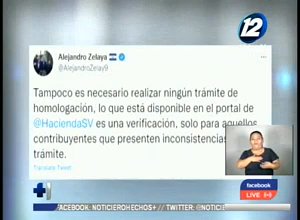 12
Alejandro Zelaya
@AlejandroZelay9
Tampoco es necesario realizar ningún trámite de
homologación, lo que está disponible en el portal de
@HaciendaSV es una verificación, solo para aquellos
contribuyentes que presenten inconsistencias
trámite.
Translate Tweet
facebook
LIVE
FACEBOOK: NOTICIEROHECHOS+// TWITTER: @NOTICIE